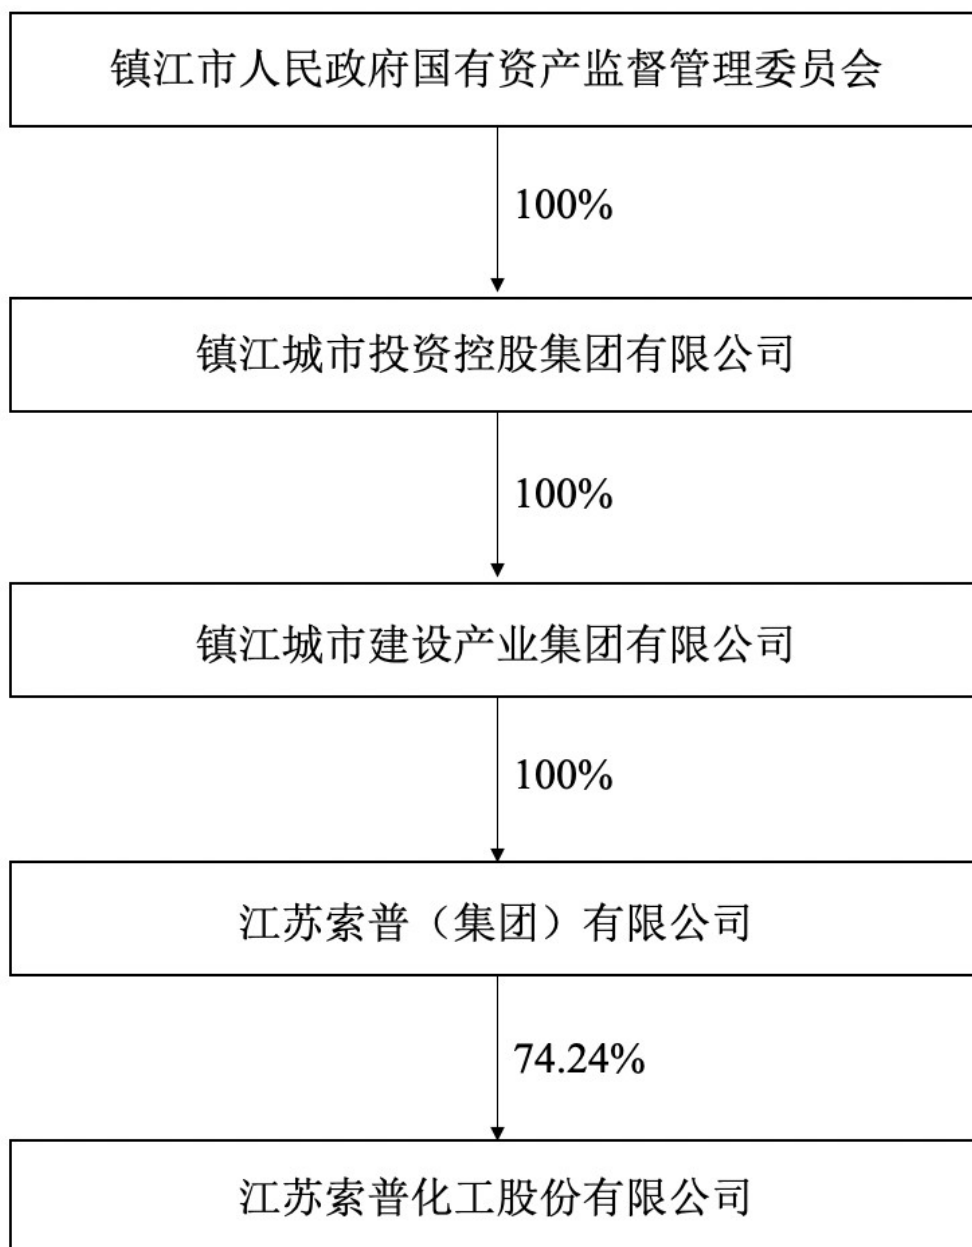 镇江市人民政府国有资产监督管理委员会
100%
镇江城市投资控股集团有限公司
100%
镇江城市建设产业集团有限公司
100%
江苏索普（集团）有限公司
74.24%
江苏索普化工股份有限公司